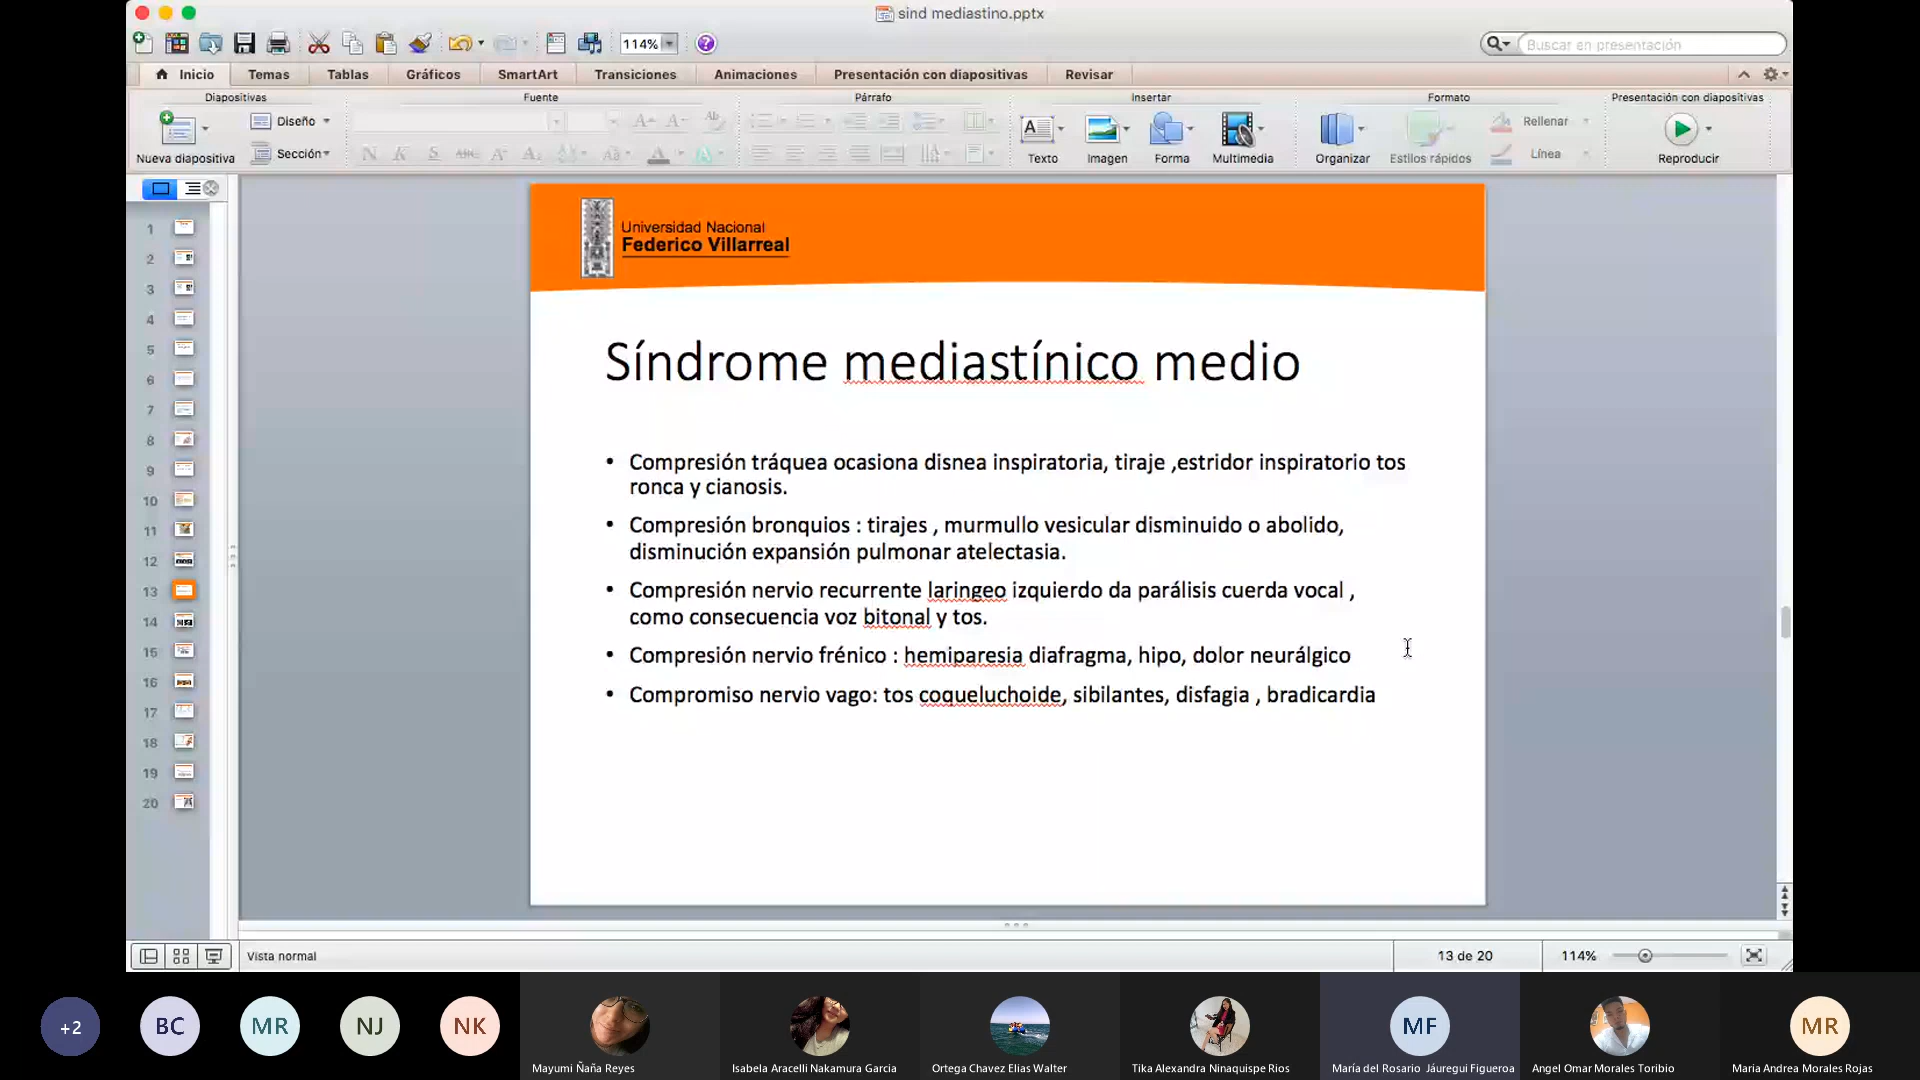 sind mediastino.pptx
114%
Buscar en presentación
Inicio
Temas
Tablas
Gráficos
SmartArt
Transiciones
Animaciones
Presentación con diapositivas
Revisar
Diapositivas
Fuente
Párrafo
Insertar
Formato
Presentación con diapositivas
Nueva diapositiva
Diseño
Sección
Texto
Imagen
Forma
Multimedia
Organizar
Estilos rápidos
Rellenar
Línea
Reproducir
1
2
3
4
5
6
7
8
9
10
11
12
13
14
15
16
17
18
19
20
Universidad Nacional
Federico Villarreal
Síndrome mediastínico medio
• Compresión tráquea ocasiona disnea inspiratoria, tiraje ,estridor inspiratorio tos
ronca y cianosis.
• Compresión bronquios : tirajes , murmullo vesicular disminuido o abolido,
disminución expansión pulmonar atelectasia.
• Compresión nervio recurrente laringeo izquierdo da parálisis cuerda vocal ,
como consecuencia voz bitonal y tos.
• Compresión nervio frénico : hemiparesia diafragma, hipo, dolor neurálgico
• Compromiso nervio vago: tos coqueluchoide, sibilantes, disfagia , bradicardia
Vista normal
13 de 20
114%
+2
BC
MR
NJ
NK
MF
MR
Mayumi Ñaña Reyes
Isabela Aracelli Nakamura Garcia
Ortega Chavez Elias Walter
Tika Alexandra Ninaquispe Rios
María del Rosario Jáuregui Figueroa
Angel Omar Morales Toribio
Maria Andrea Morales Rojas